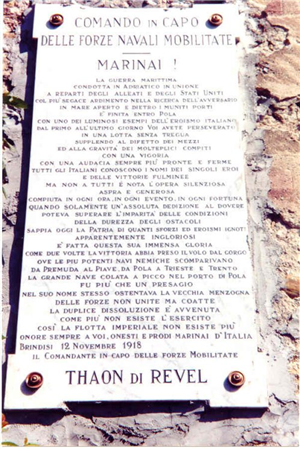 COMANDO IN CAPO
DELLE FORZE NAVALI MOBILITATE
MARINAI !
LA GUERRA MARITTIMA
CONDOTTA IN ADRIATICO IN UNIONE
A REPARTI DEGLI ALLEATI E DEGLI STATI UNITI
COL PIÙ SEGACE ARDIMENTO NELLA RICERCA DELL'AVVERSARIO
IN MARE APERTO E DIETRO I MUNITI PORTI
È FINITA ENTRO POLA
CON UNO DEI LUMINOSI ESEMPI DELL'EROISMO ITALIANO
DAL PRIMO ALL'ULTIMO GIORNO VOI AVETE PERSEVERATO
IN UNA LOTTA SENZA TREGUA
SUPPLENDO AL DIFETTO DEI MEZZI
ED ALLA GRAVITÀ DEI MOLTEPLICI COMPITI
CON UNA VIGORIA
CON UNA AUDACIA SEMPRE PIÙ PRONTE E FERME
TUTTI GLI ITALIANI CONOSCONO I NOMI DEI SINGOLI EROI
E DELLE VITTORIE FULMINEE
MA NON A TUTTI È NOTA L'OPERA SILENZIOSA
ASPRA E GENEROSA
COMPIUTA IN OGNI ORA, IN OGNI EVENTO, IN OGNI FORTUNA
QUANDO SOLAMENTE UN'ASSOLUTA DEDIZIONE AL DOVERE
POTEVA SUPERARE L'IMPARITÀ DELLE CONDIZIONI
DELLA DUREZZA DEGLI OSTACOLI
SAPPIA OGGI LA PATRIA DI QUANTI SFORZI ED EROISMI IGNOTI
APPARENTEMENTE INGLORIOSI
È FATTA QUESTA SUA IMMENSA GLORIA
COME DUE VOLTE LA VITTORIA ABBIA PRESO IL VOLO DAL GORGO
OVE LE PIÙ POTENTI NAVI NEMICHE SCOMPARIVANO
DA PREMUDA AL PIAVE, DA POLA A TRIESTE E TRENTO
LA GRANDE NAVE COLATA A PICCO NEL PORTO DI POLA
FU PIÙ CHE UN PRESAGIO
NEL SUO NOME STESSO OSTENTAVA LA VECCHIA MENZOGNA
DELLE FORZE NON UNITE MA COATTE
LA DUPLICE DISSOLUZIONE È AVVENUTA
COME PIÙ NON ESISTE L'ESERCITO
COSÌ LA FLOTTA IMPERIALE NON ESISTE PIÙ
ONORE SEMPRE A VOI, ONESTI E PRODI MARINAI D'ITALIA
BRINDISI 12 NOVEMBRE 1918
IL COMANDANTE IN CAPO DELLE FORZE MOBILITATE
THAON DI REVEL